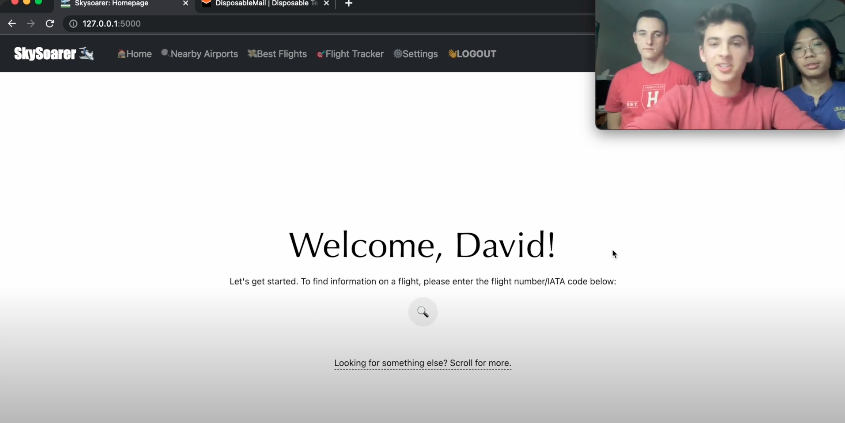 Skysoarer: Homepage
DisposableMail | Disposable Te
127.0.0.1:5000
SkySoarer
Home
Nearby Airports
Best Flights
Flight Tracker
Settings
LOGOUT
H
Welcome, David!
Let's get started. To find information on a flight, please enter the flight number/IATA code below:
Looking for something else? Scroll for more.